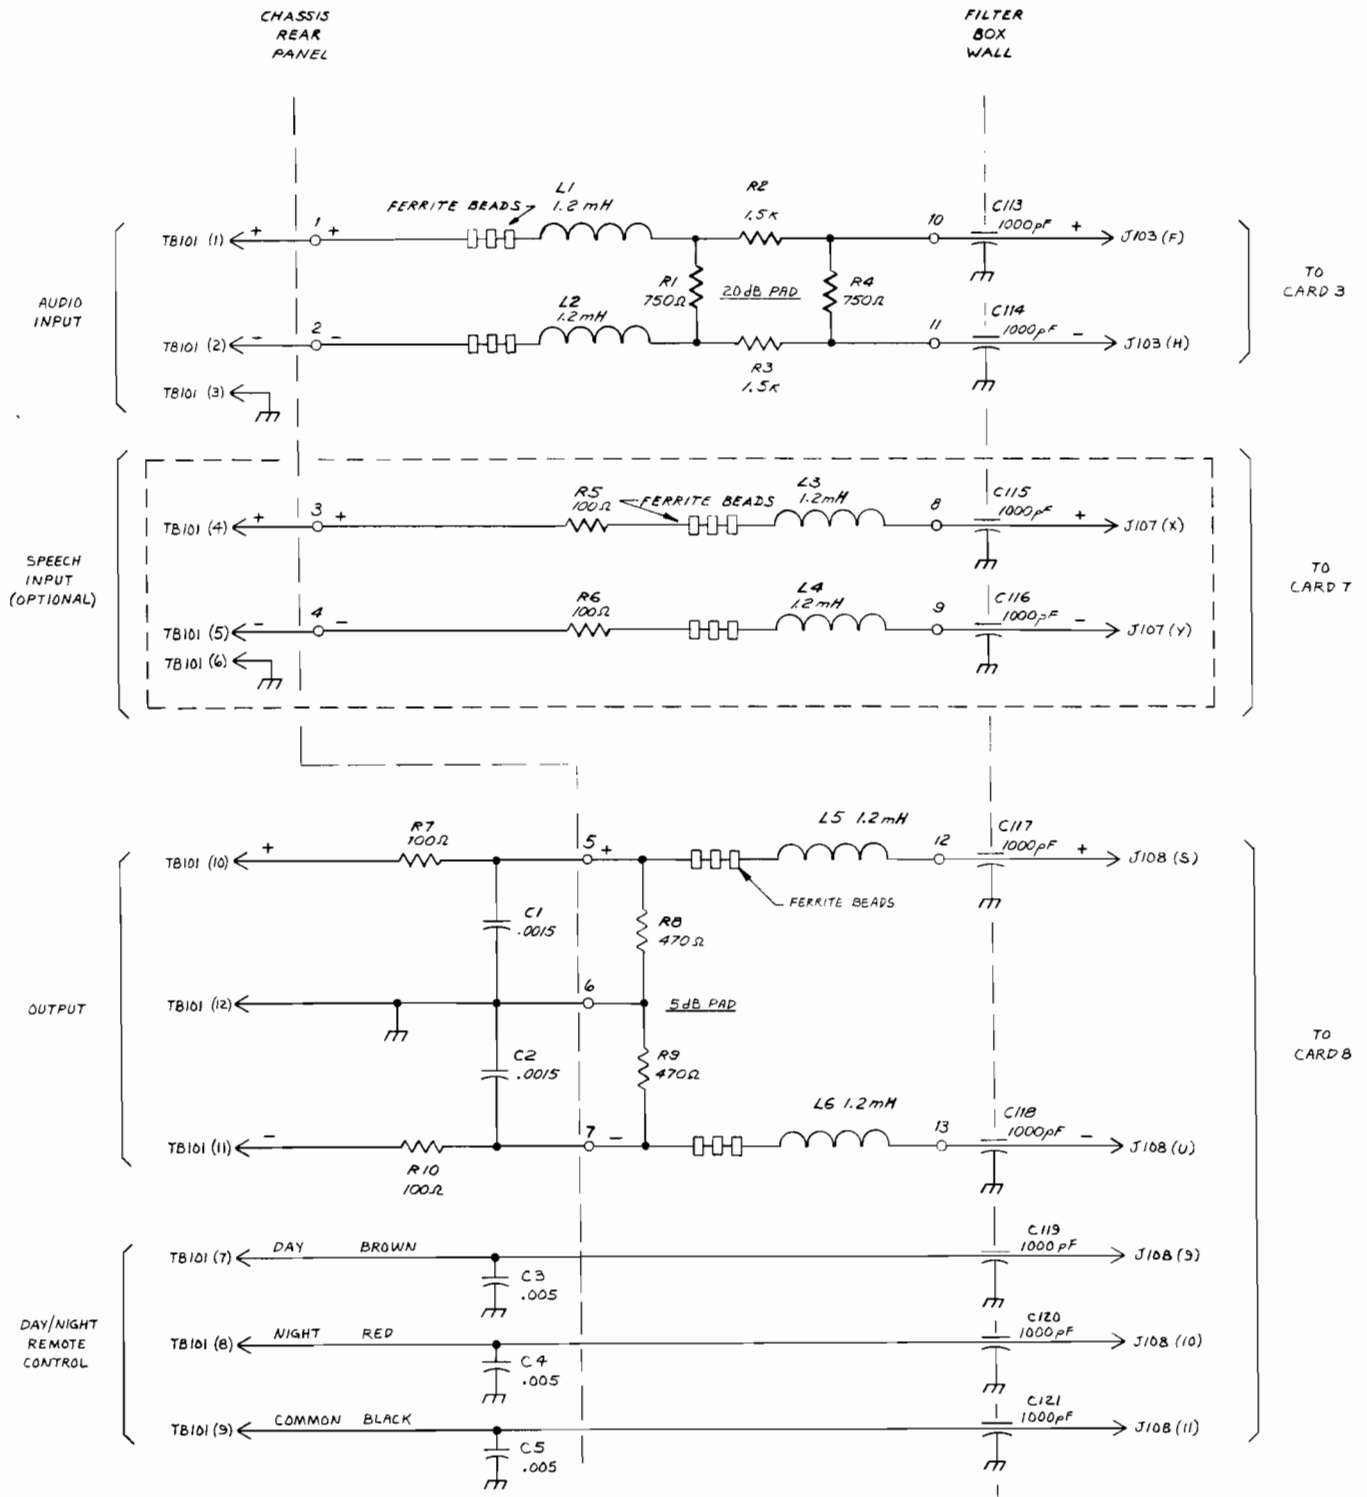 CHASSIS
REAR
PANEL
FILTER
BOX
WALL
AUDIO
INPUT
TB101 (1)
+
1
+
FERRITE BEADS
L1
1.2mH
R2
1.5K
10
C113
1000pF
+
J103 (F)
R1
750Ω
20dB PAD
R4
750Ω
TO
CARD 3
TB101 (2)
-
2
-
L2
1.2mH
R3
1.5K
11
C114
1000pF
-
J103 (H)
TB101 (3)
SPEECH
INPUT
(OPTIONAL)
TB101 (4)
+
3
+
R5
100Ω
FERRITE BEADS
L3
1.2mH
8
C115
1000pF
+
J107 (X)
TO
CARD 7
TB101 (5)
-
4
-
R6
100Ω
L4
1.2mH
9
C116
1000pF
-
J107 (Y)
TB101 (6)
OUTPUT
TB101 (10)
+
R7
100Ω
5
+
L5 1.2mH
12
C117
1000pF
+
J108 (S)
FERRITE BEADS
C1
.0015
R8
470Ω
TB101 (12)
6
5dB PAD
C2
.0015
R9
470Ω
TO
CARD 8
TB101 (11)
-
R10
100Ω
7
-
L6 1.2mH
13
C118
1000pF
-
J108 (U)
DAY/NIGHT
REMOTE
CONTROL
TB101 (7)
DAY BROWN
C3
.005
C119
1000pF
J108 (9)
TB101 (8)
NIGHT RED
C4
.005
C120
1000pF
J108 (10)
TB101 (9)
COMMON BLACK
C5
.005
C121
1000pF
J108 (11)